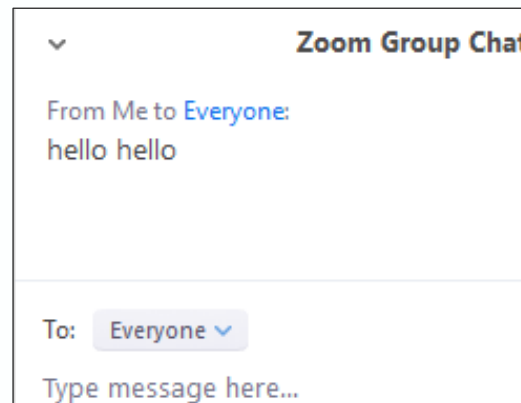 Zoom Group Chat
From Me to Everyone:
hello hello
To: Everyone
Type message here...